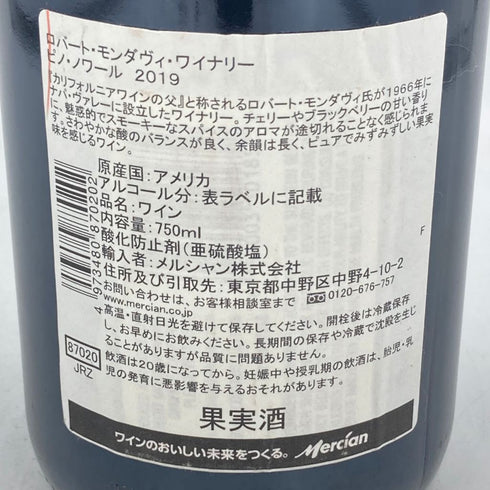 ロバート・モンダヴィ・ワイナリー
ピノ・ノワール 2019
『カリフォルニアワインの父』と称されるロバート・モンダヴィ氏が1966年に
ナパ・ヴァレーに設立したワイナリー。チェリーやブラックベリーの甘い香り
に、魅惑的でスモーキーなスパイスのアロマが途切れることなく感じられま
す。さわやかな酸のバランスが良く、余韻は長く、ピュアでみずみずしい果実
味を感じるワイン。
原産国:アメリカ
アルコール分:表ラベルに記載
品名:ワイン
内容量:750ml
酸化防止剤(亜硫酸塩)
輸入者:メルシャン株式会社
住所及び引取先:東京都中野区中野4-10-2
お問い合わせは、お客様相談室まで 0120-676-757
www.mercian.co.jp
高温・直射日光を避けて保存してください。開栓後は冷蔵保存
し、お早めにお飲みください。長期間の保存や冷蔵で沈殿を生じ
ることがありますが品質に問題ありません。
飲酒は20歳になってから。妊娠中や授乳期の飲酒は、胎児・乳
児の発育に悪影響を与えるおそれがあります。
4 973480 870202
87020
JRZ
F
果実酒
ワインのおいしい未来をつくる。 Mercian